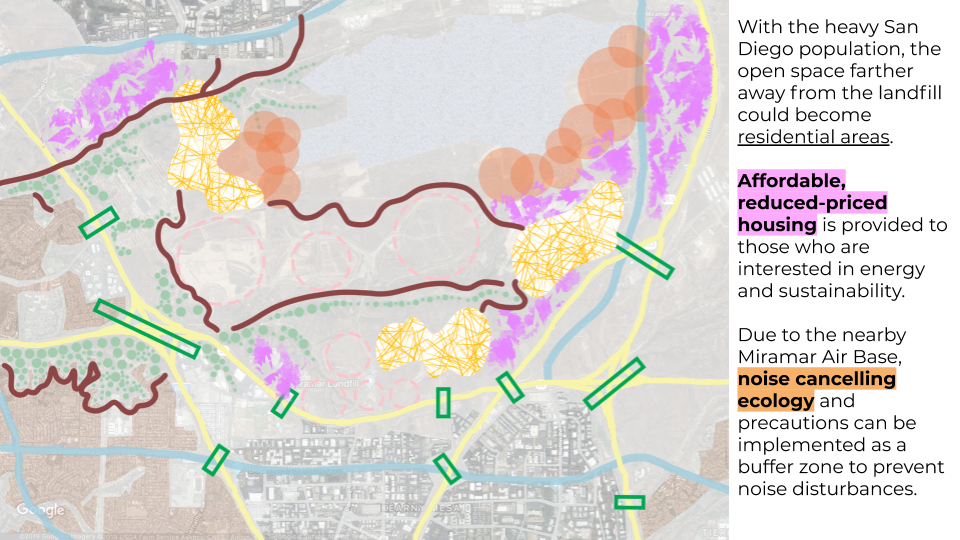 With the heavy San
Diego population, the
open space farther
away from the landfill
could become
residential areas.
Affordable,
reduced-priced
housing is provided to
those who are
interested in energy
and sustainability.
Due to the nearby
Miramar Air Base,
noise cancelling
ecology and
precautions can be
implemented as a
buffer zone to prevent
noise disturbances.
Landfill
Google